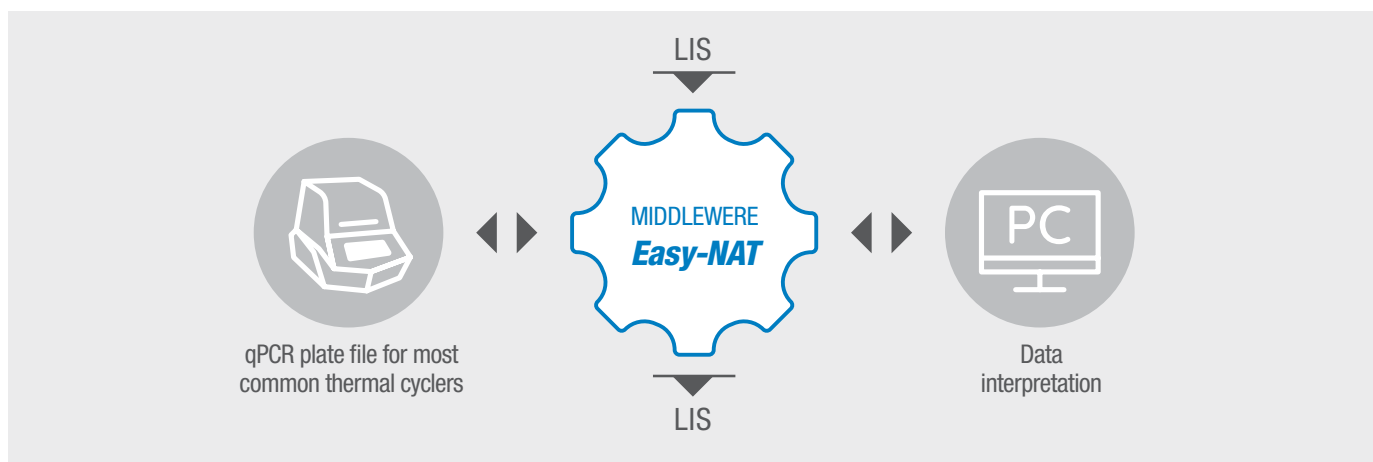 LIS
MIDDLEWERE
Easy-NAT
PC
qPCR plate file for most
common thermal cyclers
Data
interpretation
LIS